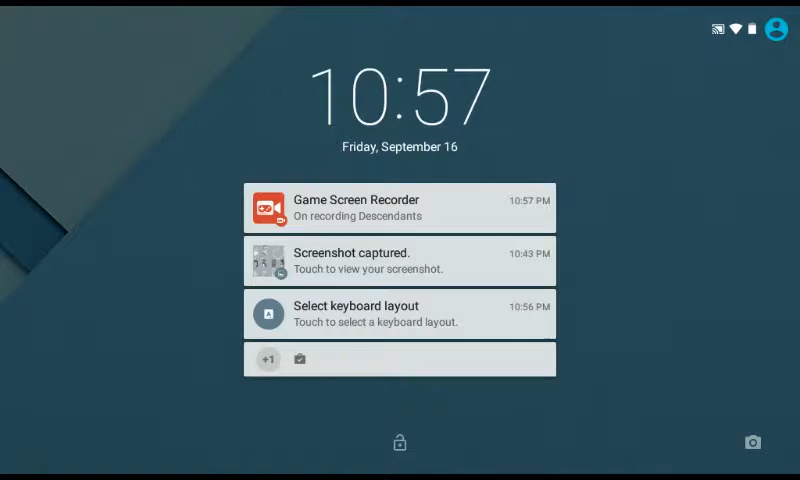 10:57
Friday, September 16
Game Screen Recorder 10:57 PM
On recording Descendants
Screenshot captured. 10:43 PM
Touch to view your screenshot.
A
Select keyboard layout 10:56 PM
Touch to select a keyboard layout.
+1